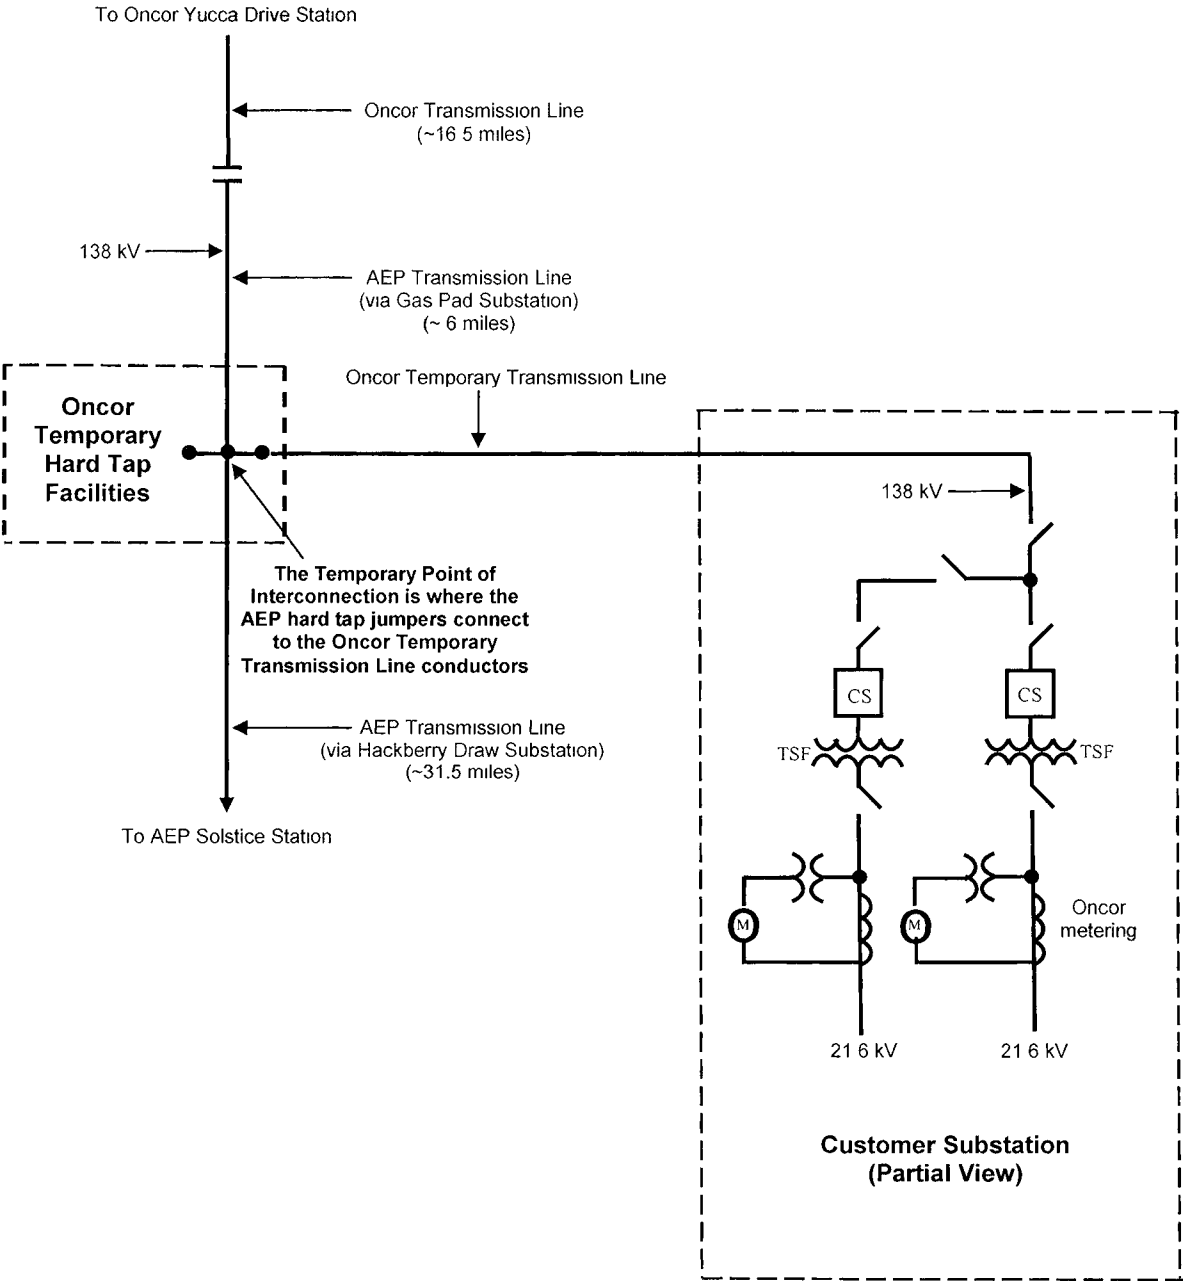 To Oncor Yucca Drive Station
Oncor Transmission Line
(~16 5 miles)
138 kV
AEP Transmission Line
(via Gas Pad Substation)
(~ 6 miles)
Oncor Temporary Transmission Line
Oncor
Temporary
Hard Tap
Facilities
138 kV
The Temporary Point of
Interconnection is where the
AEP hard tap jumpers connect
to the Oncor Temporary
Transmission Line conductors
CS
CS
TSF
TSF
AEP Transmission Line
(via Hackberry Draw Substation)
(~31.5 miles)
To AEP Solstice Station
M
M
Oncor
metering
21 6 kV
21 6 kV
Customer Substation
(Partial View)